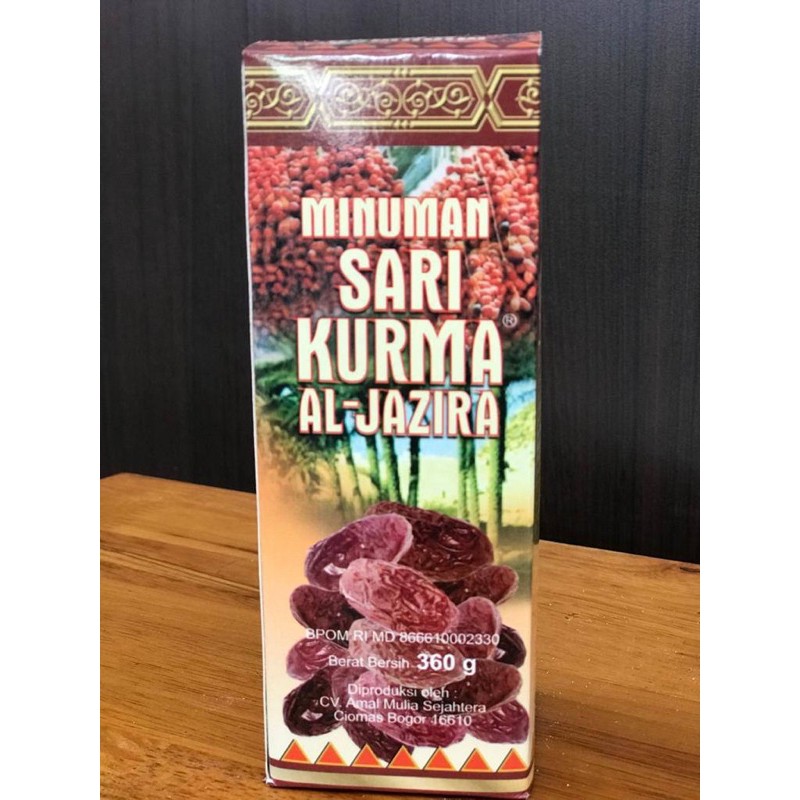 MINUMAN
SARI
KURMA®
AL-JAZIRA
BPOM RI MD 866610002330
Berat Bersih 360 g
Diproduksi oleh :
CV. Amal Mulia Sejahtera
Ciomas Bogor 16610